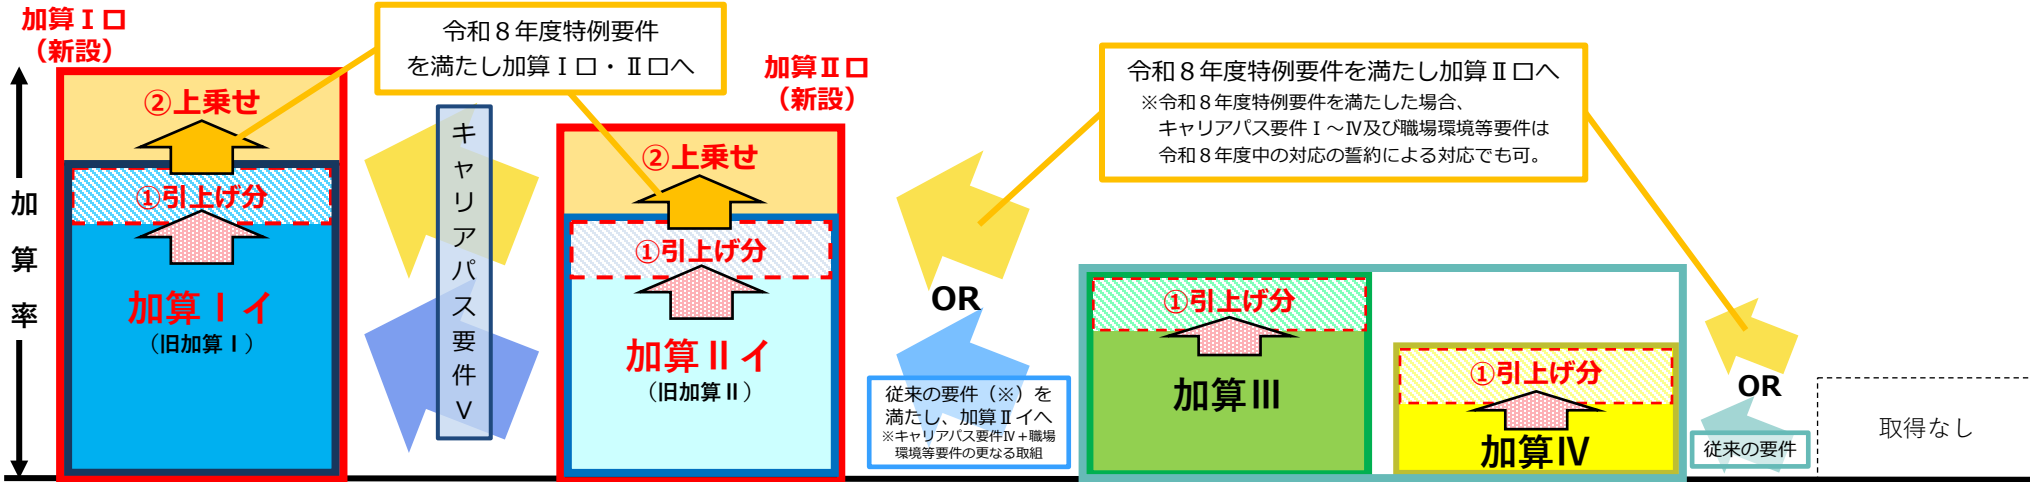 加算Ⅰロ
（新設）
加
算
率
②上乗せ
①引上げ分
加算Ⅰイ
（旧加算Ⅰ）
令和８年度特例要件
を満たし加算Ⅰロ・Ⅱロへ
キャリアパス要件Ⅴ
加算Ⅱロ
（新設）
②上乗せ
①引上げ分
加算Ⅱイ
（旧加算Ⅱ）
令和８年度特例要件を満たし加算Ⅱロへ
※令和８年度特例要件を満たした場合、
キャリアパス要件Ⅰ～Ⅳ及び職場環境等要件は
令和８年度中の対応の誓約による対応でも可。
OR
従来の要件（※）を
満たし、加算Ⅱイへ
※キャリアパス要件Ⅳ＋職場
環境等要件の更なる取組
①引上げ分
加算Ⅲ
①引上げ分
加算Ⅳ
OR
従来の要件
取得なし